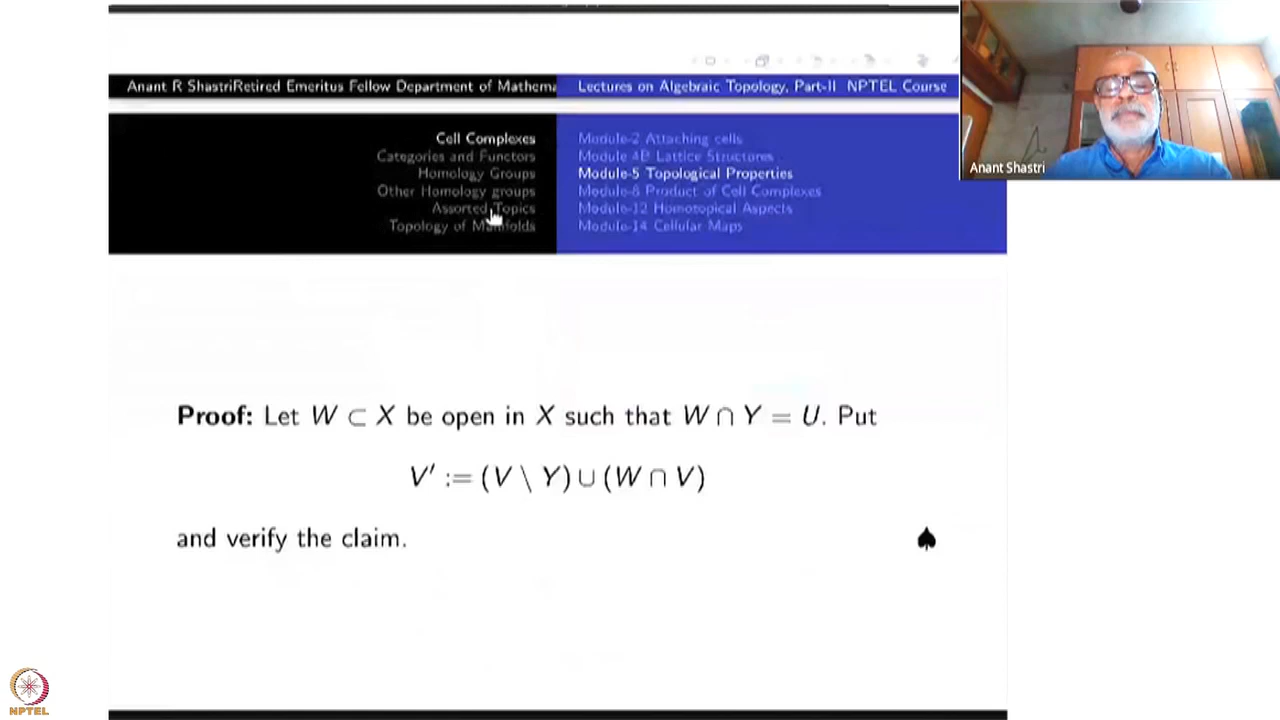 Anant R ShastriRetired Emeritus Fellow Department of Mathema
Lectures on Algebraic Topology, Part-II NPTEL Course
Cell Complexes
Categories and Functors
Homology Groups
Other Homology groups
Assorted Topics
Topology of Manifolds
Module-2 Attaching cells
Module 4B Lattice Structures
Module-5 Topological Properties
Module-8 Product of Cell Complexes
Module-12 Homotopical Aspects
Module-14 Cellular Maps
Anant Shastri
Proof: Let W ⊂ X be open in X such that W ∩ Y = U. Put
V′ := (V \ Y) ∪ (W ∩ V)
and verify the claim. ♠
NPTEL